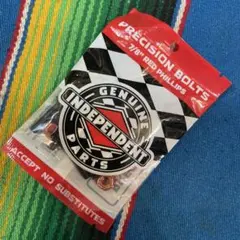 PRECISION BOLTS
7/8" RED PHILLIPS
GENUINE
INDEPENDENT
PARTS
ACCEPT NO SUBSTITUTES